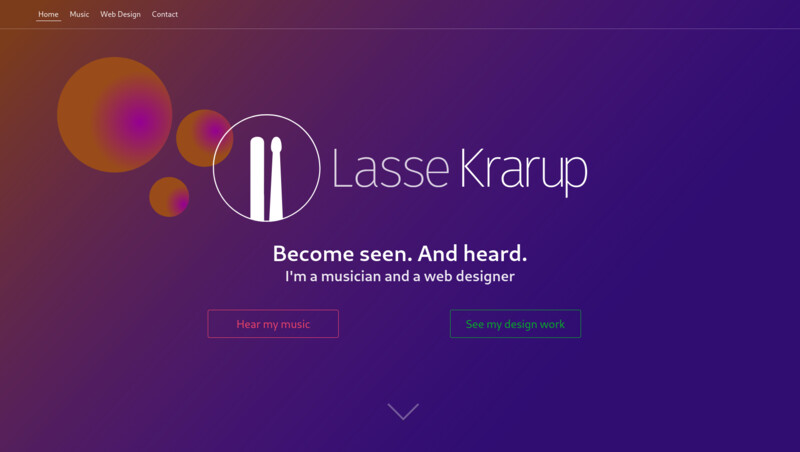 Home Music Web Design Contact
Lasse Krarup
Become seen. And heard.
I'm a musician and a web designer
Hear my music
See my design work